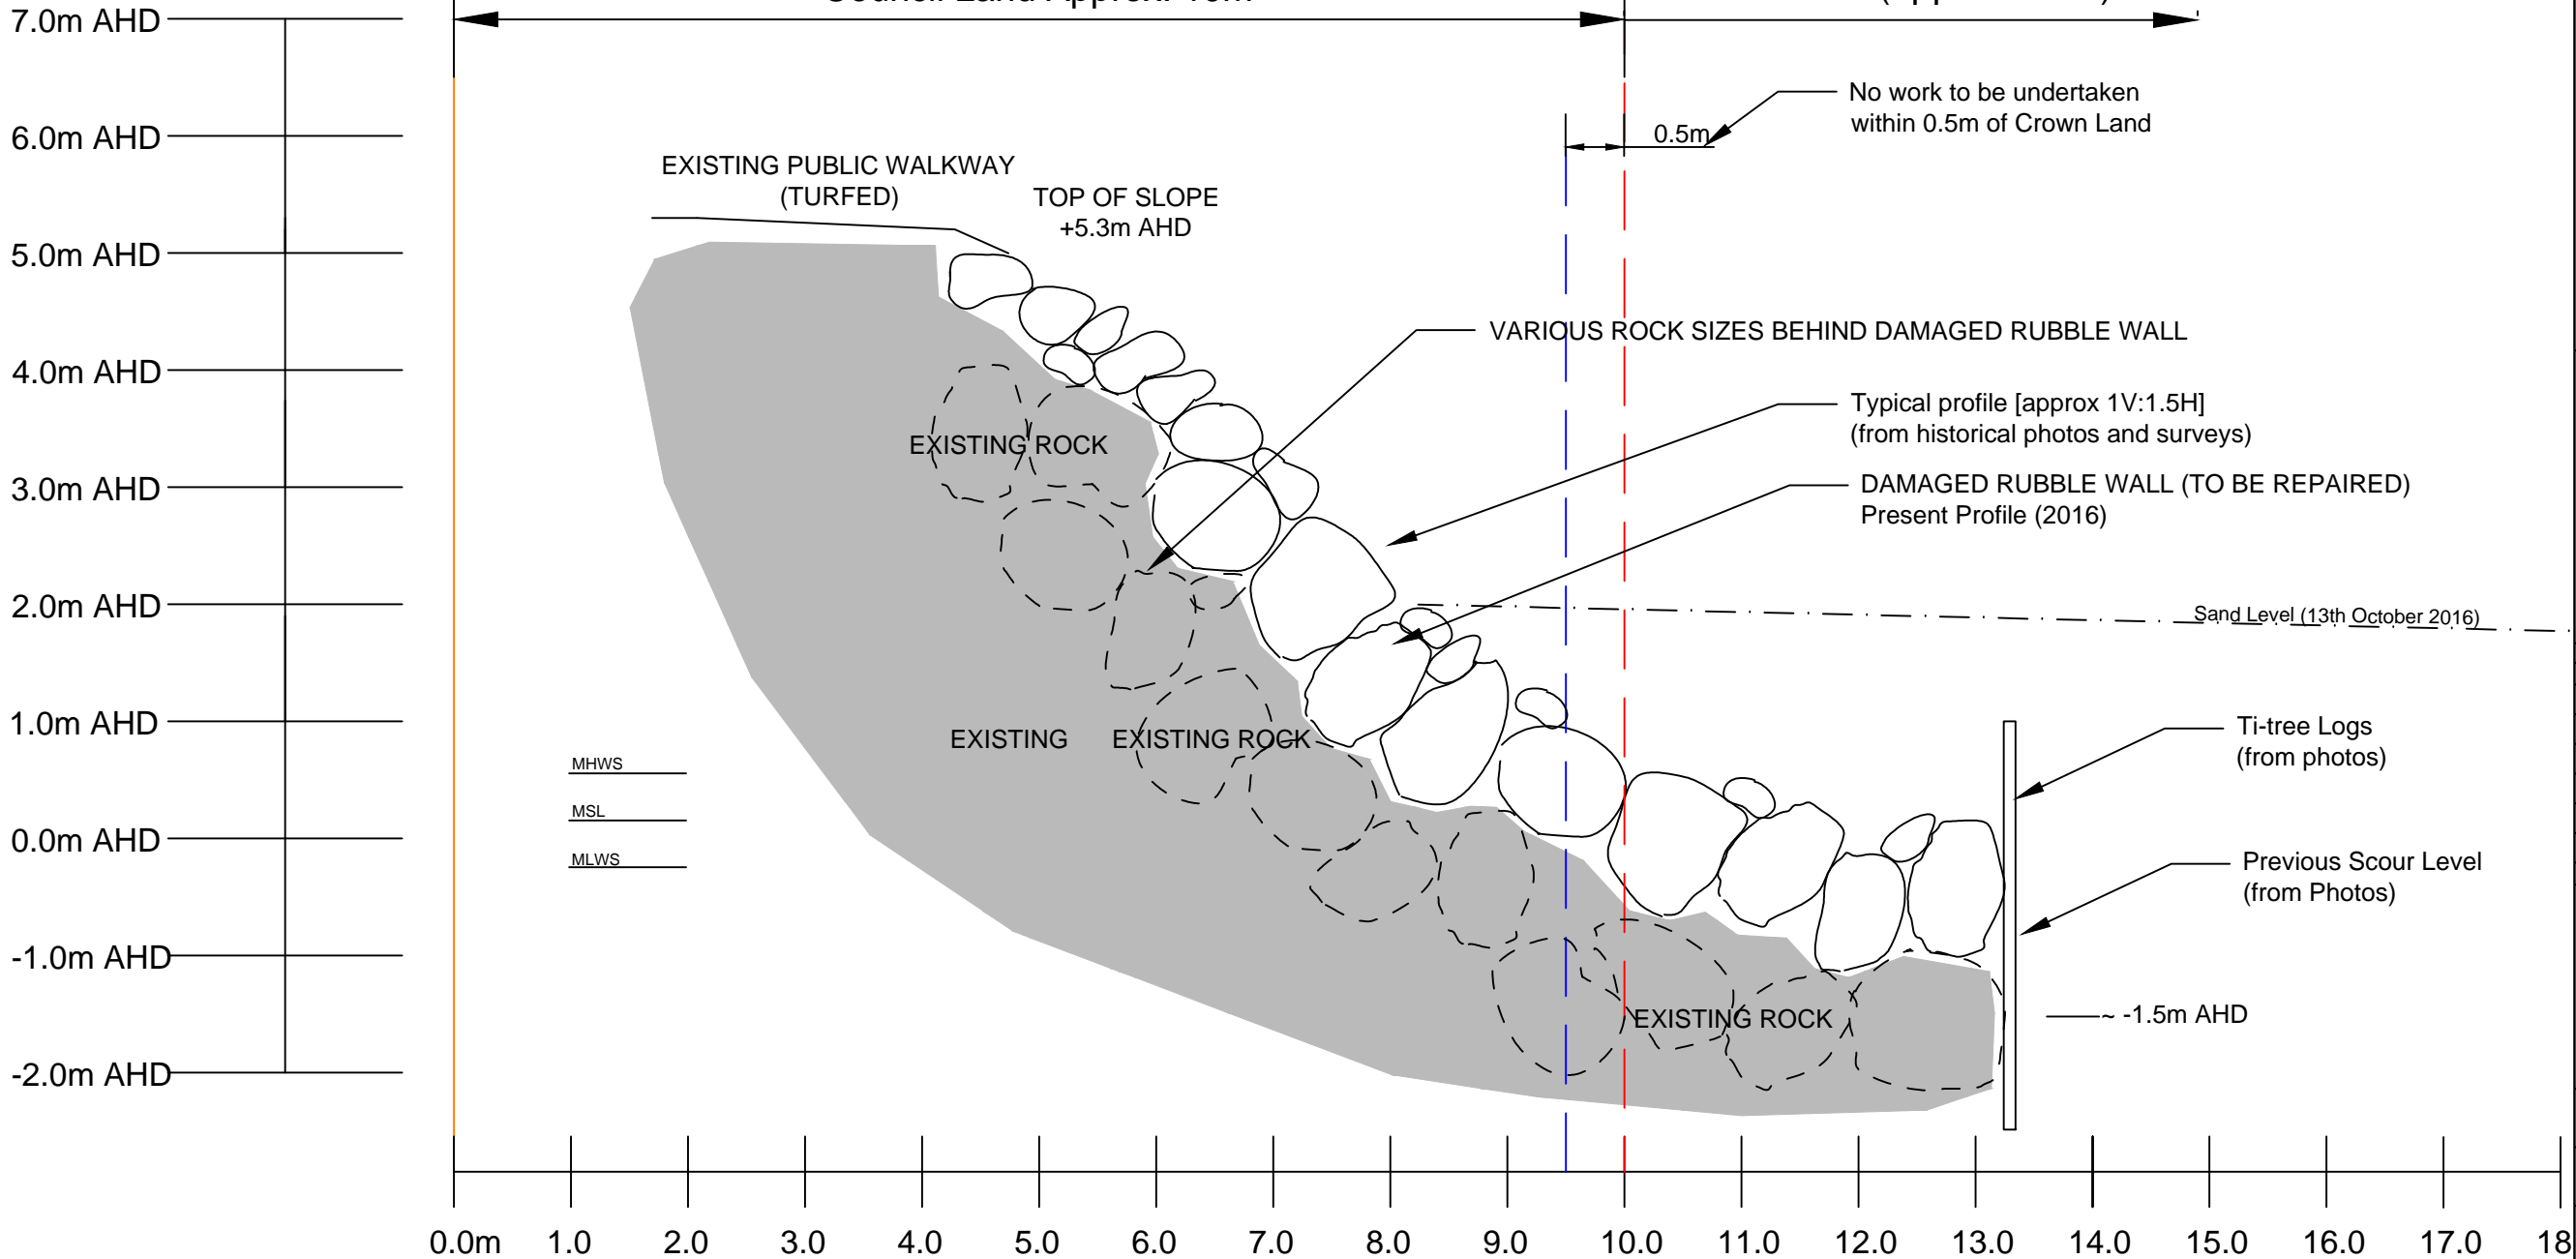 7.0m AHD
6.0m AHD
5.0m AHD
4.0m AHD
3.0m AHD
2.0m AHD
1.0m AHD
0.0m AHD
-1.0m AHD
-2.0m AHD
No work to be undertaken
within 0.5m of Crown Land
0.5m
EXISTING PUBLIC WALKWAY
(TURFED)
TOP OF SLOPE
+5.3m AHD
VARIOUS ROCK SIZES BEHIND DAMAGED RUBBLE WALL
Typical profile [approx 1V:1.5H]
(from historical photos and surveys)
EXISTING ROCK
DAMAGED RUBBLE WALL (TO BE REPAIRED)
Present Profile (2016)
Sand Level (13th October 2016)
EXISTING
EXISTING ROCK
Ti-tree Logs
(from photos)
MHWS
MSL
MLWS
Previous Scour Level
(from Photos)
EXISTING ROCK
~ -1.5m AHD
0.0m 1.0 2.0 3.0 4.0 5.0 6.0 7.0 8.0 9.0 10.0 11.0 12.0 13.0 14.0 15.0 16.0 17.0 18